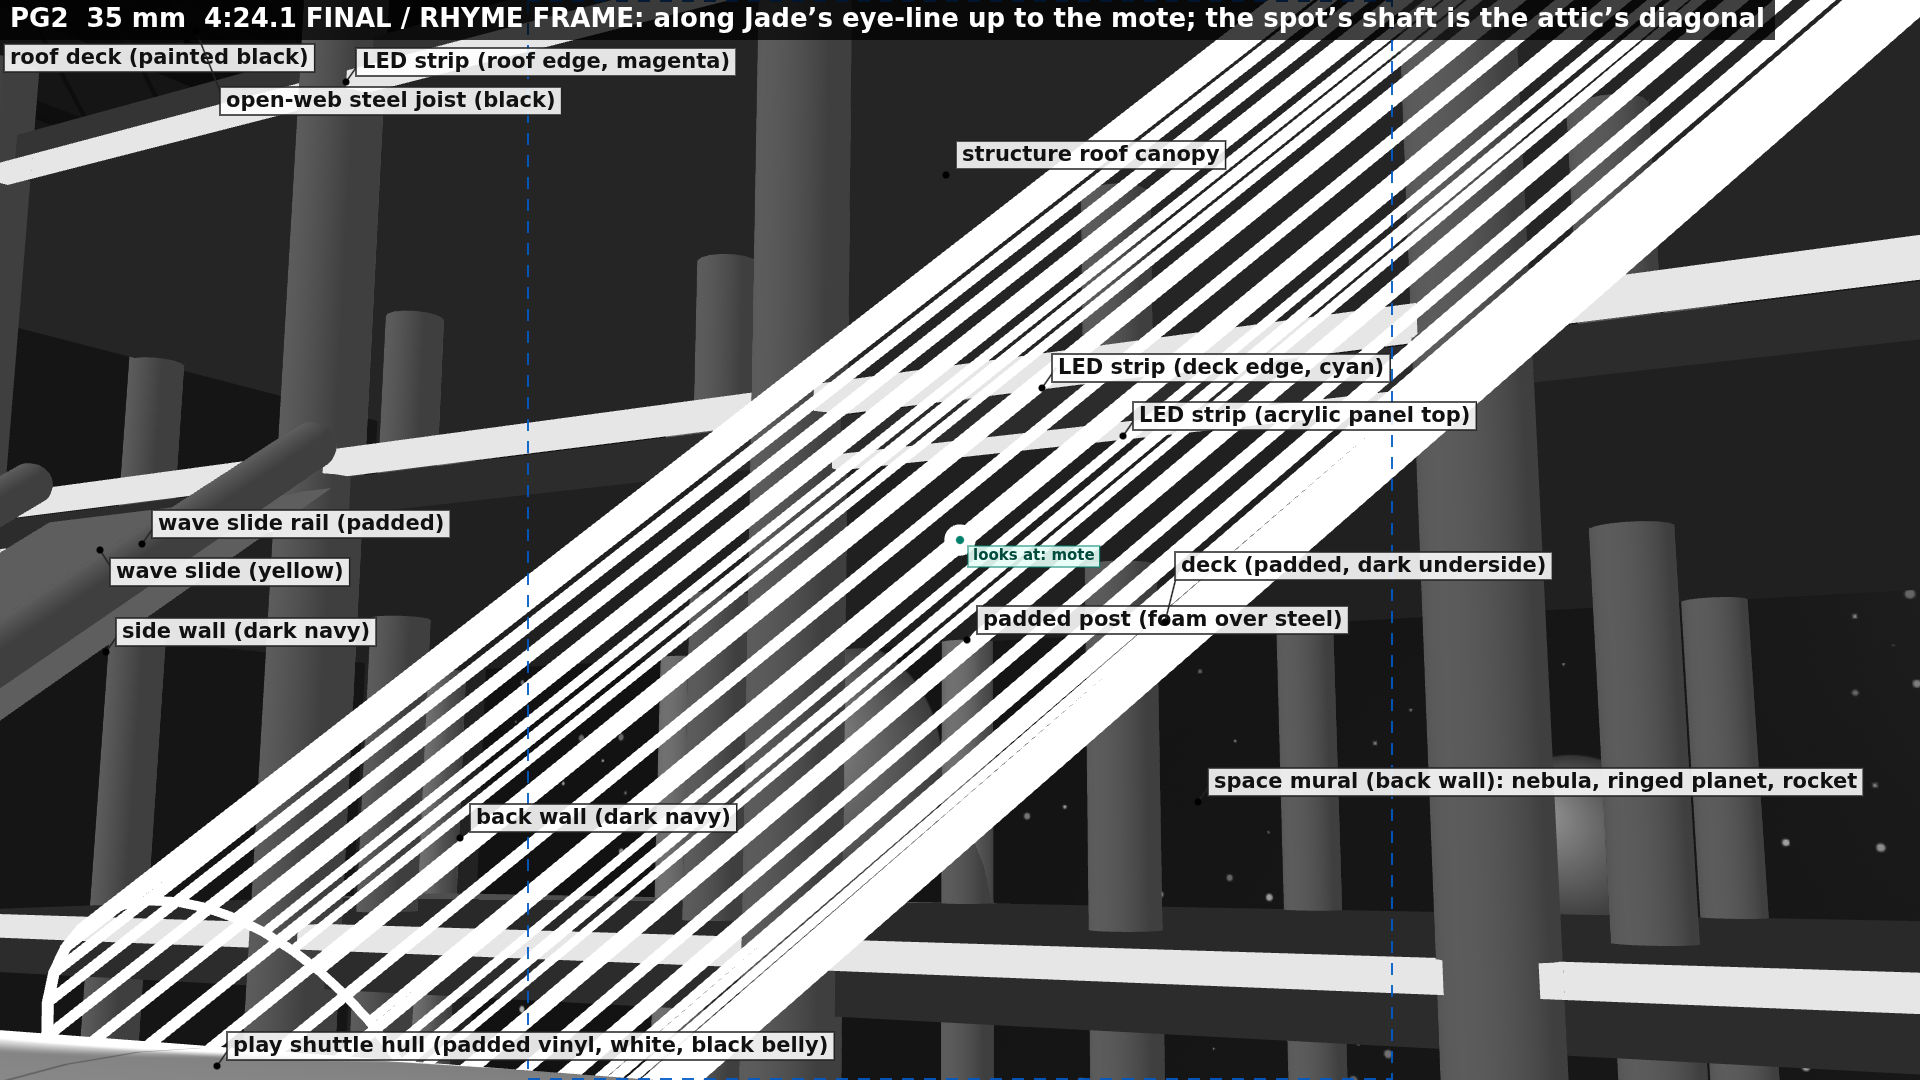 PG2 35 mm 4:24.1 FINAL / RHYME FRAME: along Jade’s eye-line up to the mote; the spot’s shaft is the attic’s diagonal
roof deck (painted black)
LED strip (roof edge, magenta)
open-web steel joist (black)
structure roof canopy
LED strip (deck edge, cyan)
LED strip (acrylic panel top)
wave slide rail (padded)
looks at: mote
deck (padded, dark underside)
wave slide (yellow)
padded post (foam over steel)
side wall (dark navy)
space mural (back wall): nebula, ringed planet, rocket
back wall (dark navy)
play shuttle hull (padded vinyl, white, black belly)